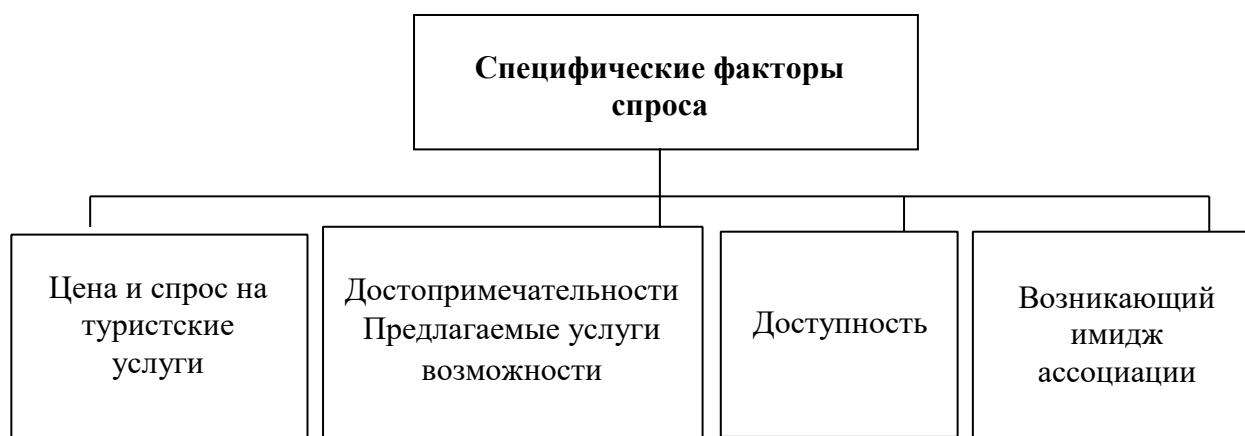 Специфические факторы
спроса
Цена и спрос на
туристские
услуги
Достопримечательности
Предлагаемые услуги
возможности
Доступность
Возникающий
имидж
ассоциации